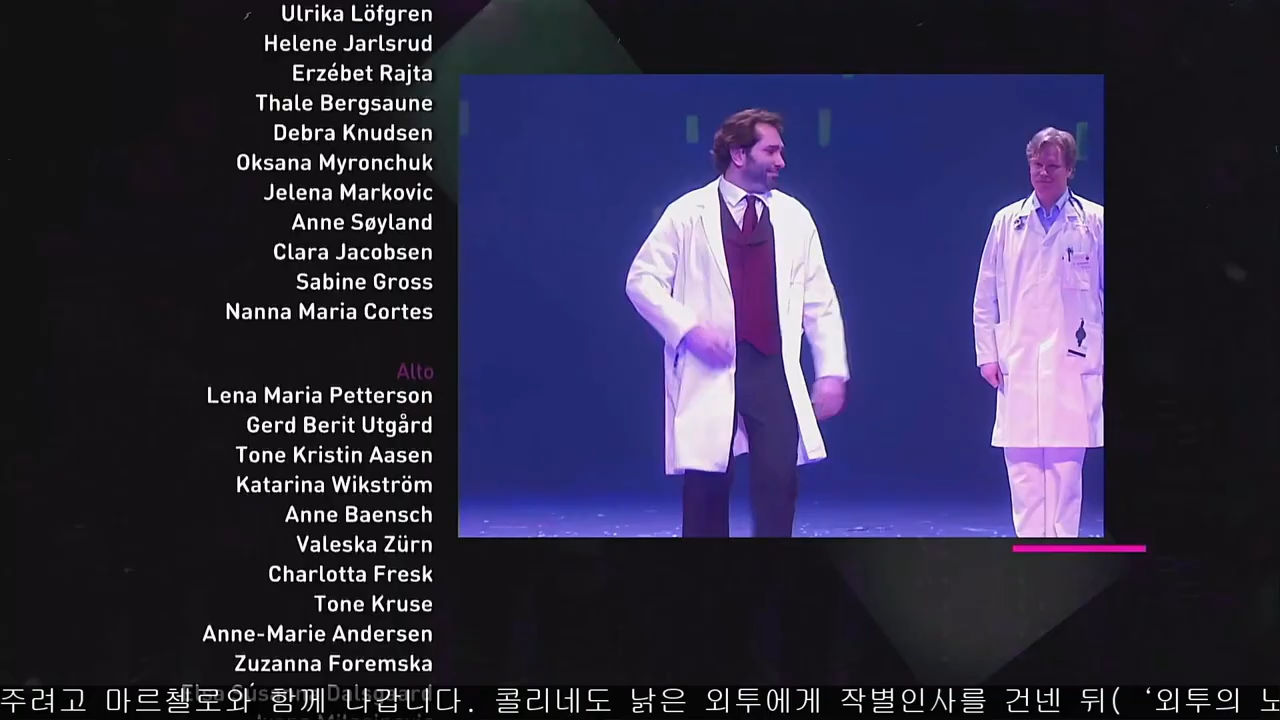 Ulrika Löfgren
Helene Jarlsrud
Erzébet Rajta
Thale Bergsaune
Debra Knudsen
Oksana Myronchuk
Jelena Markovic
Anne Søyland
Clara Jacobsen
Sabine Gross
Nanna Maria Cortes
Alto
Lena Maria Petterson
Gerd Berit Utgård
Tone Kristin Aasen
Katarina Wikström
Anne Baensch
Valeska Zürn
Charlotta Fresk
Tone Kruse
Anne-Marie Andersen
Zuzanna Foremska
주려고 마르첼로와 함께 나갑니다. 콜리네도 낡은 외투에게 작별인사를 건넨 뒤( ‘외투의 노